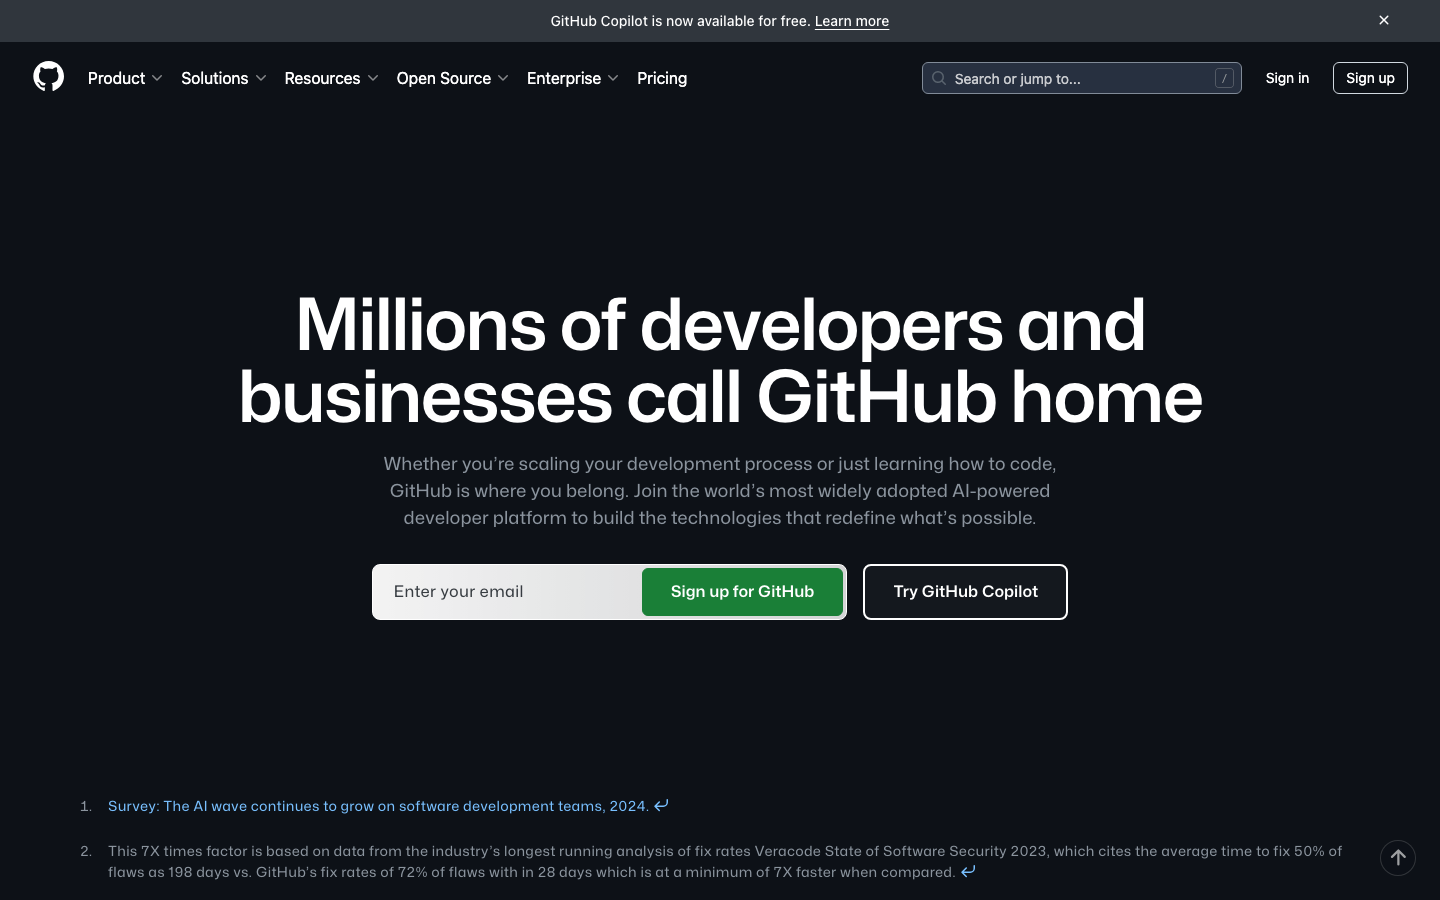 GitHub Copilot is now available for free. Learn more
Product Solutions Resources Open Source Enterprise Pricing
Search or jump to... /
Sign in
Sign up
Millions of developers and
businesses call GitHub home
Whether you’re scaling your development process or just learning how to code,
GitHub is where you belong. Join the world’s most widely adopted AI-powered
developer platform to build the technologies that redefine what’s possible.
Enter your email
Sign up for GitHub
Try GitHub Copilot
1. Survey: The AI wave continues to grow on software development teams, 2024.
2. This 7X times factor is based on data from the industry’s longest running analysis of fix rates Veracode State of Software Security 2023, which cites the average time to fix 50% of
flaws as 198 days vs. GitHub’s fix rates of 72% of flaws with in 28 days which is at a minimum of 7X faster when compared.